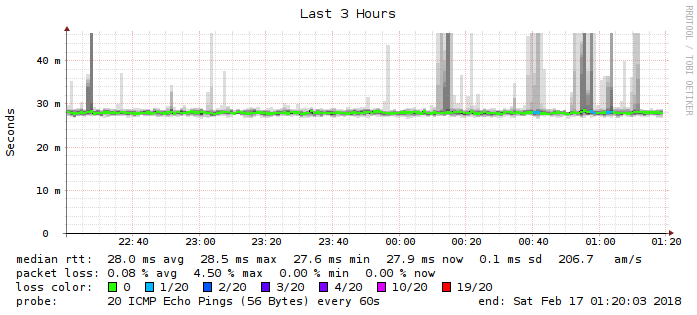 Last 3 Hours
RRDTOOL / TOBI OETIKER
Seconds
40 m
30 m
20 m
10 m
0
22:40 23:00 23:20 23:40 00:00 00:20 00:40 01:00 01:20
median rtt: 28.0 ms avg 28.5 ms max 27.6 ms min 27.9 ms now 0.1 ms sd 206.7 am/s
packet loss: 0.08 % avg 4.50 % max 0.00 % min 0.00 % now
loss color: 0 1/20 2/20 3/20 4/20 10/20 19/20
probe: 20 ICMP Echo Pings (56 Bytes) every 60s end: Sat Feb 17 01:20:03 2018